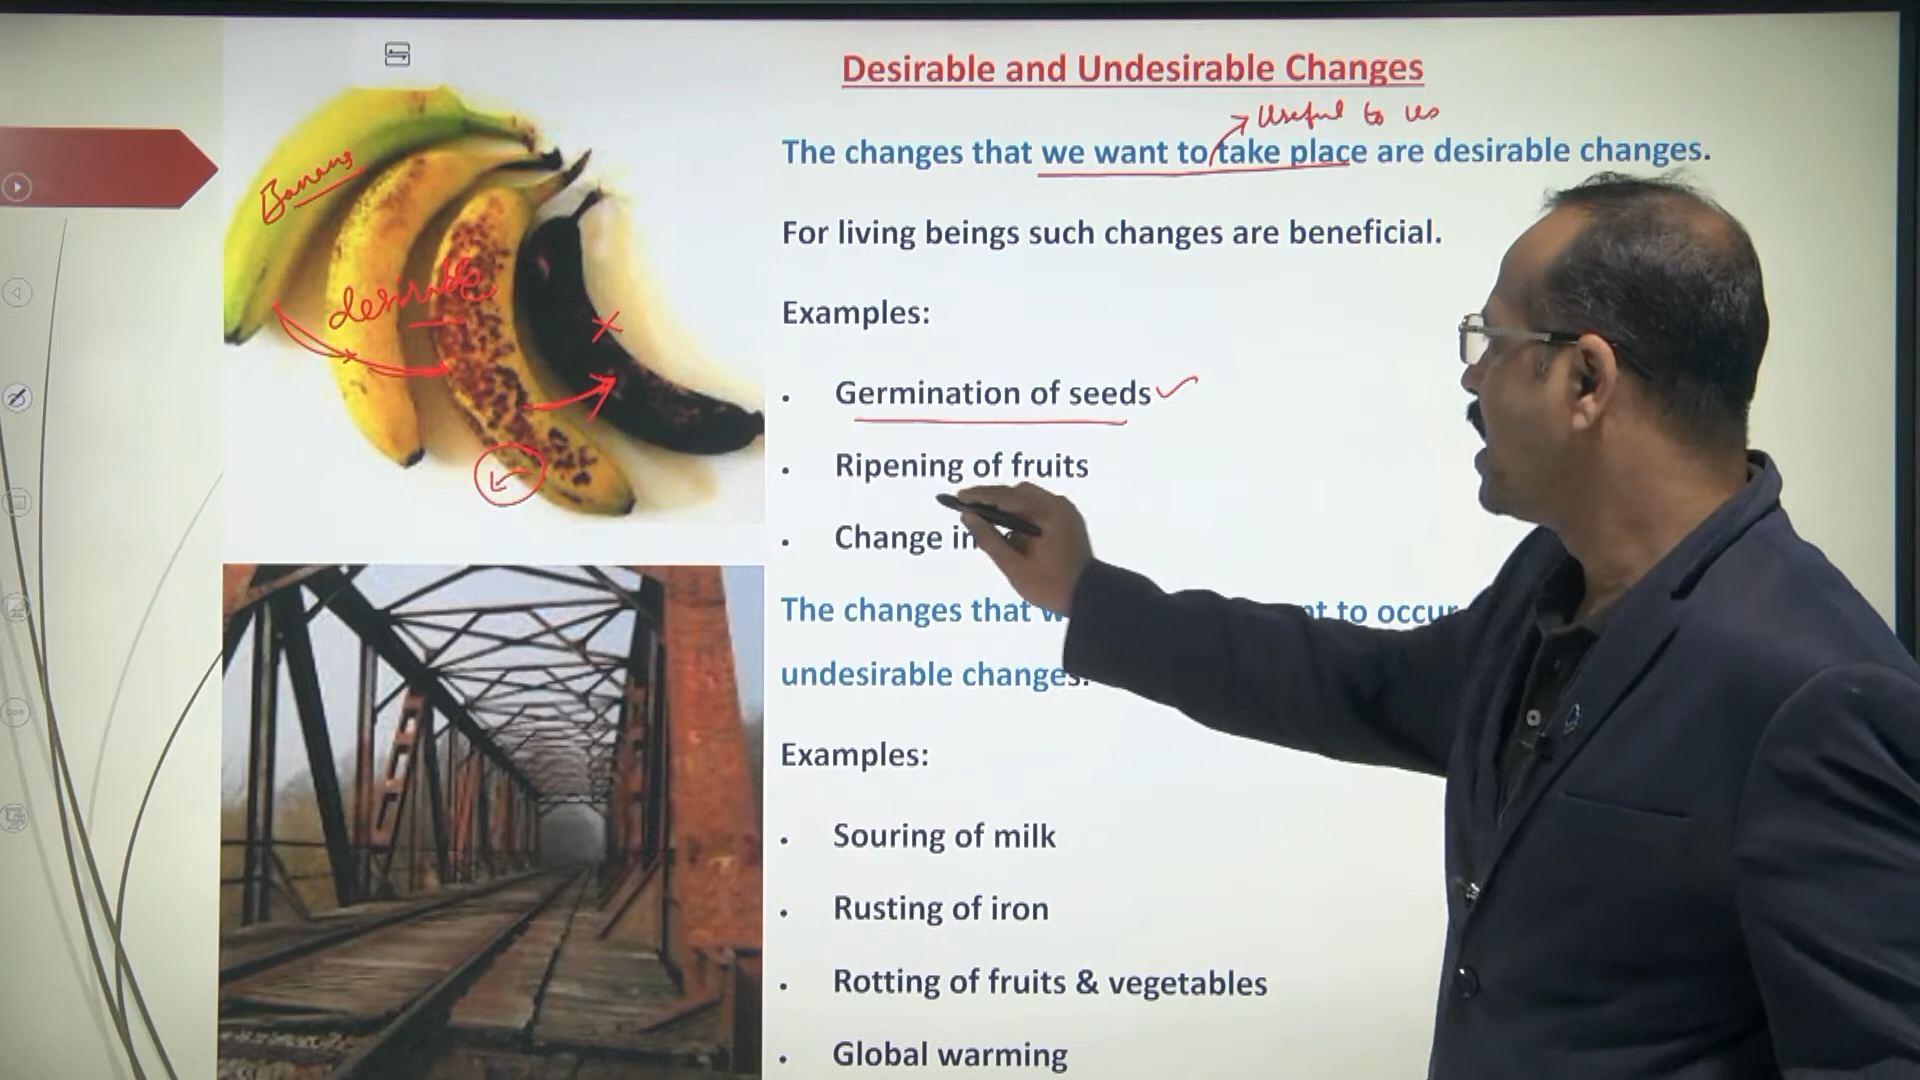 Desirable and Undesirable Changes
Useful to us
The changes that we want to take place are desirable changes.
For living beings such changes are beneficial.
Examples:
• Germination of seeds
• Ripening of fruits
• Change in
The changes that to occur
undesirable changes.
Examples:
• Souring of milk
• Rusting of iron
• Rotting of fruits & vegetables
• Global warming
Banana
desirable